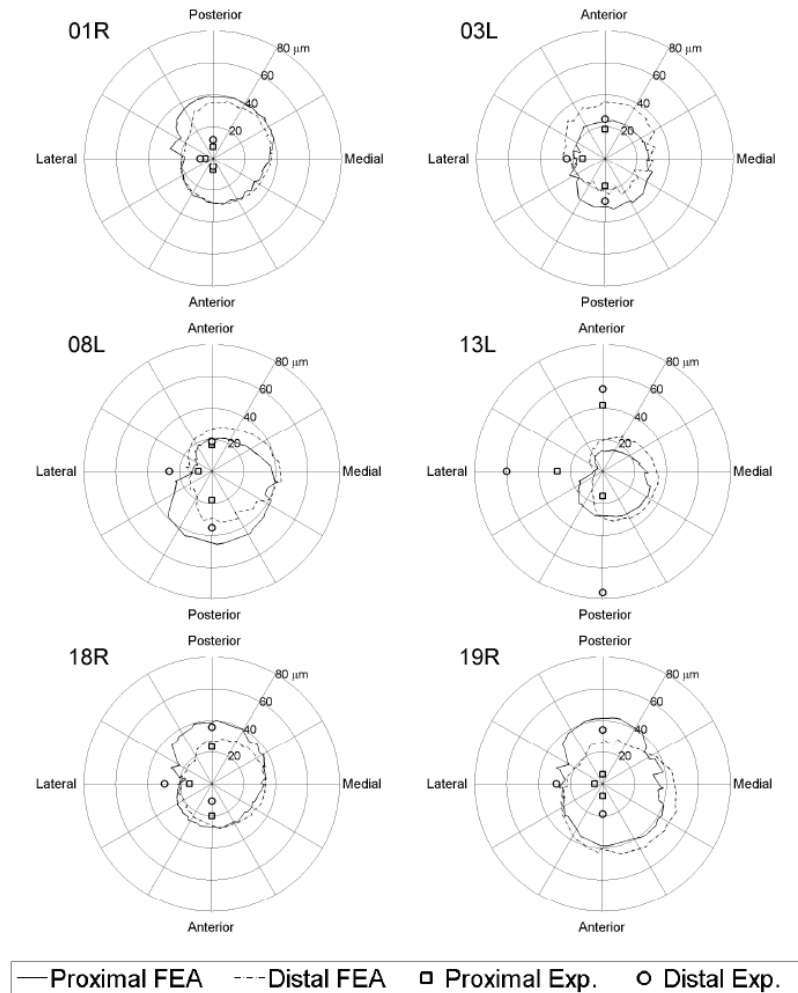 Posterior
01R
80 μm
60
40
20
Lateral
Medial
Anterior
Anterior
03L
80 μm
60
40
20
Lateral
Medial
Posterior
Anterior
08L
80 μm
60
40
20
Lateral
Medial
Posterior
Anterior
13L
80 μm
60
40
20
Lateral
Medial
Posterior
Posterior
18R
80 μm
60
40
20
Lateral
Medial
Anterior
Posterior
19R
80 μm
60
40
20
Lateral
Medial
Anterior
Proximal FEA Distal FEA Proximal Exp. Distal Exp.